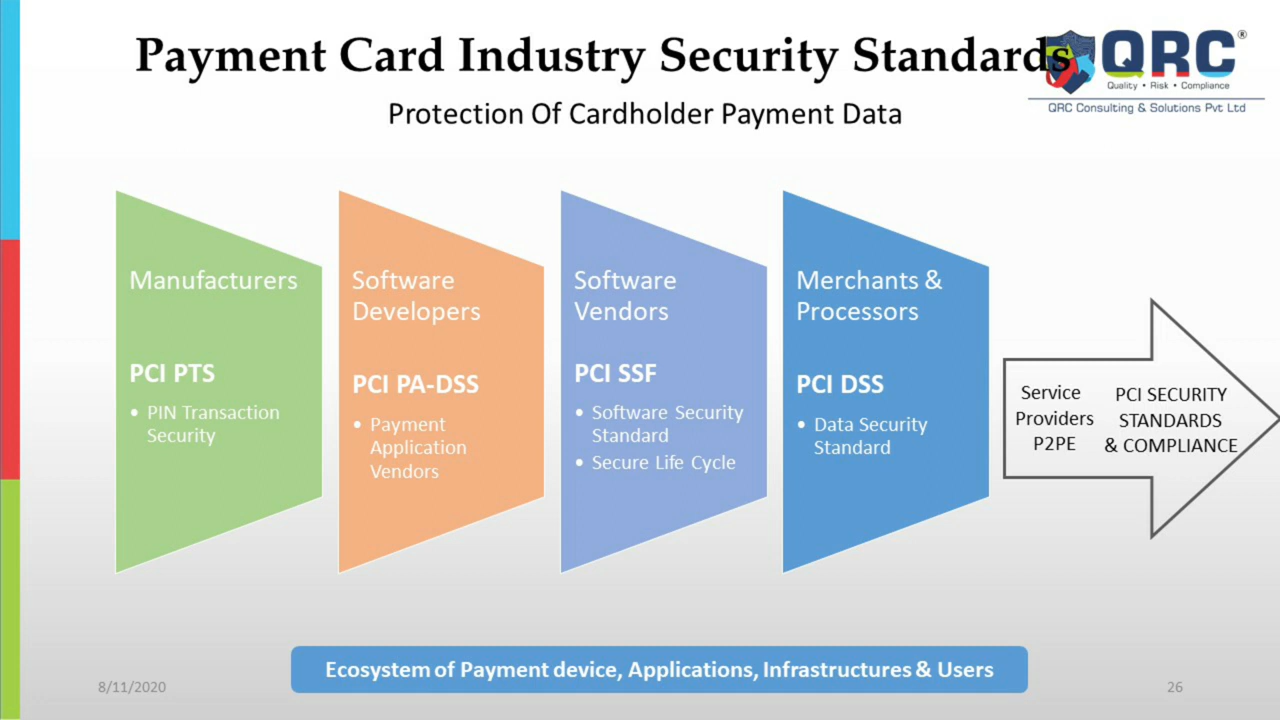 Payment Card Industry Security Standards
Protection Of Cardholder Payment Data
QRC®
Quality • Risk • Compliance
QRC Consulting & Solutions Pvt Ltd
Manufacturers
PCI PTS
• PIN Transaction
Security
Software
Developers
PCI PA-DSS
• Payment
Application
Vendors
Software
Vendors
PCI SSF
• Software Security
Standard
• Secure Life Cycle
Merchants &
Processors
PCI DSS
• Data Security
Standard
Service
Providers
P2PE
PCI SECURITY
STANDARDS
& COMPLIANCE
Ecosystem of Payment device, Applications, Infrastructures & Users
8/11/2020
26